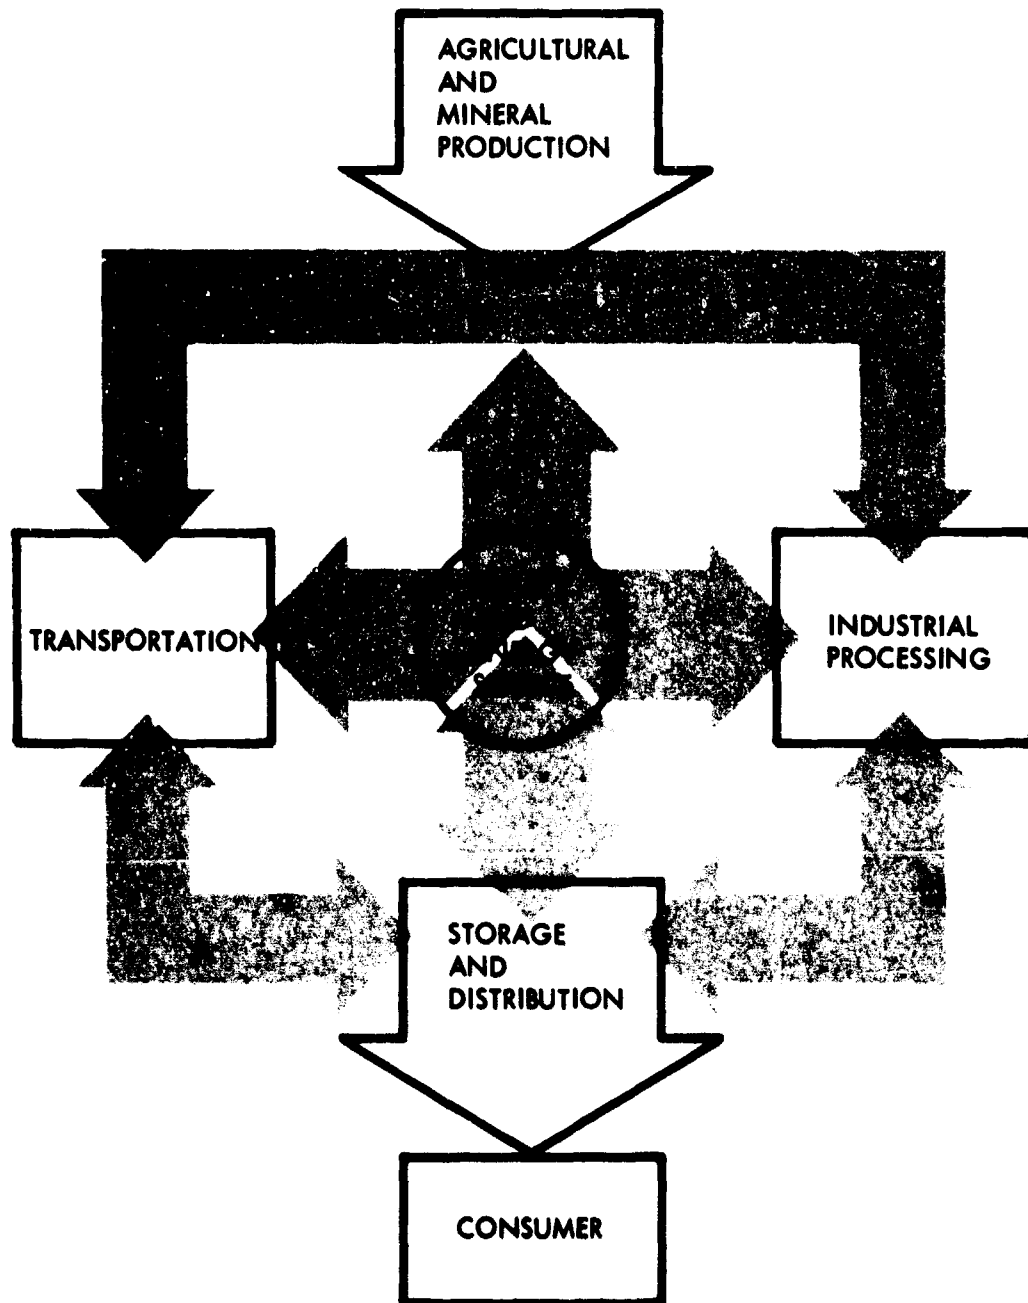 AGRICULTURAL
AND
MINERAL
PRODUCTION
TRANSPORTATION
INDUSTRIAL
PROCESSING
STORAGE
AND
DISTRIBUTION
CONSUMER